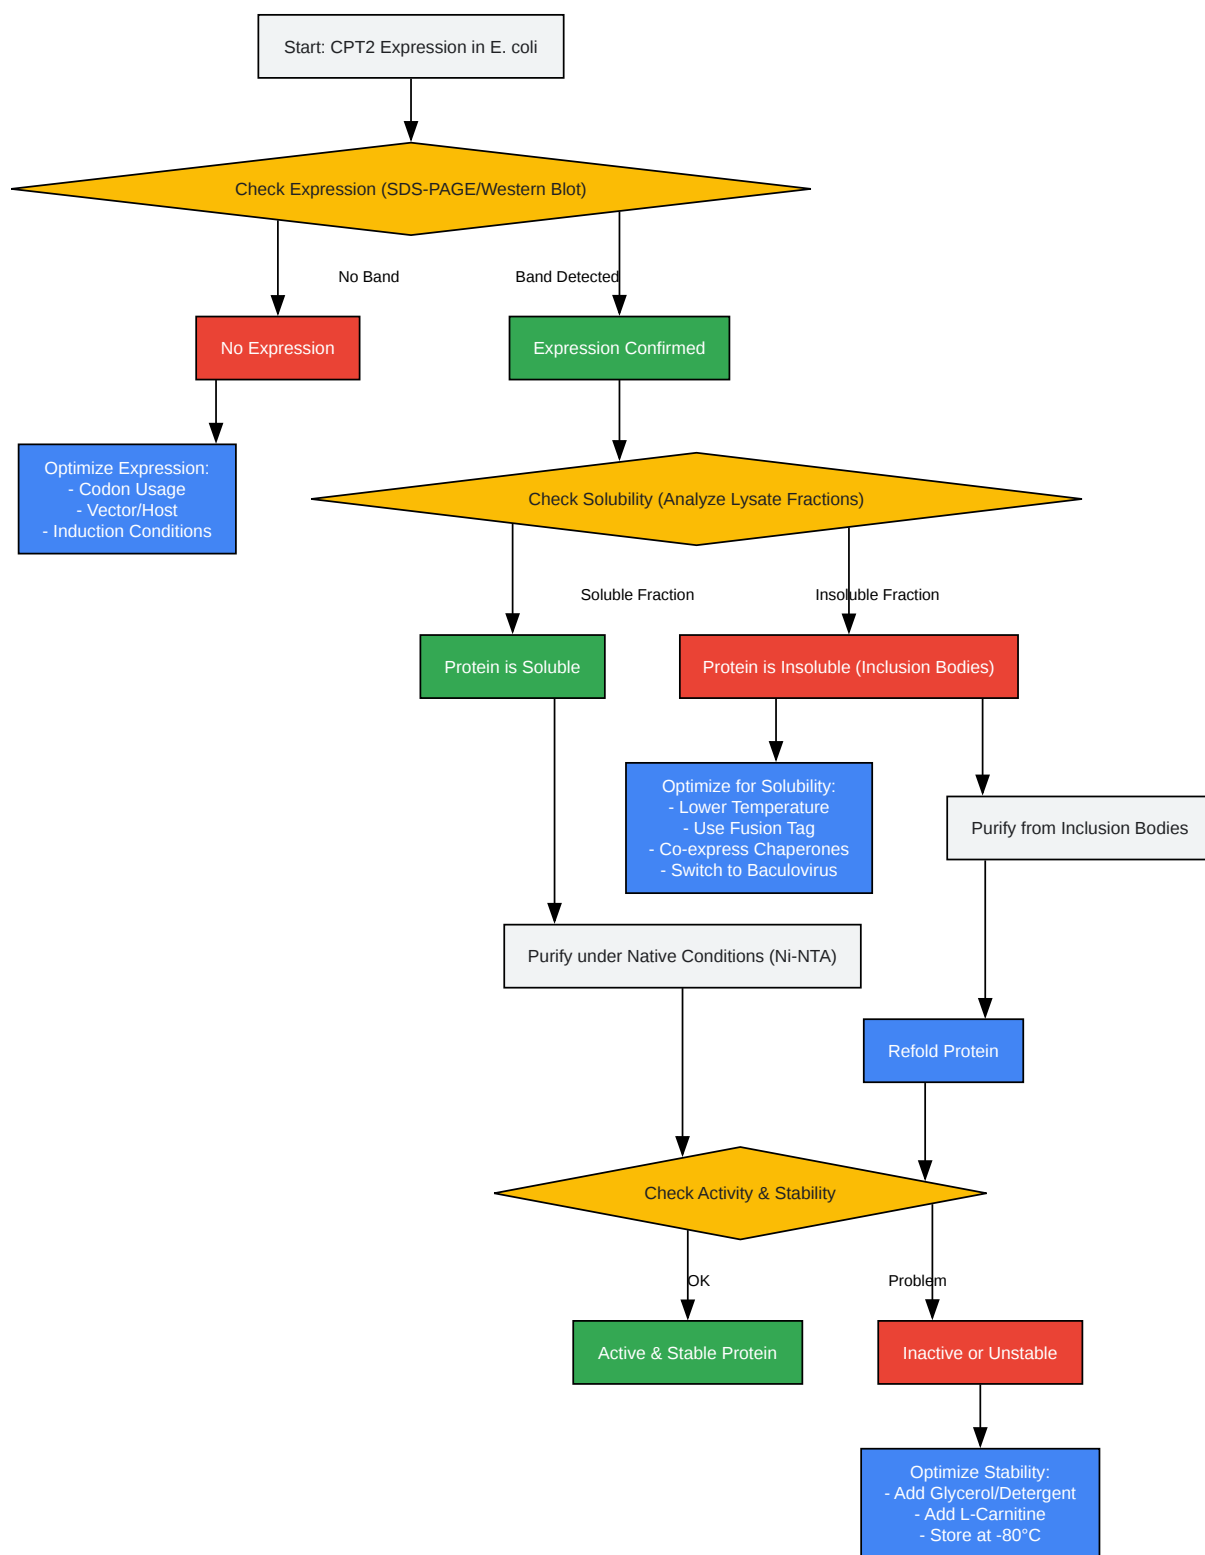 Start: CPT2 Expression in E. coli
Check Expression (SDS-PAGE/Western Blot)
No Band
Band Detected
No Expression
Expression Confirmed
Optimize Expression:
- Codon Usage
- Vector/Host
- Induction Conditions
Check Solubility (Analyze Lysate Fractions)
Soluble Fraction
Insoluble Fraction
Protein is Soluble
Protein is Insoluble (Inclusion Bodies)
Optimize for Solubility:
- Lower Temperature
- Use Fusion Tag
- Co-express Chaperones
- Switch to Baculovirus
Purify from Inclusion Bodies
Purify under Native Conditions (Ni-NTA)
Refold Protein
Check Activity & Stability
OK
Problem
Active & Stable Protein
Inactive or Unstable
Optimize Stability:
- Add Glycerol/Detergent
- Add L-Carnitine
- Store at -80°C